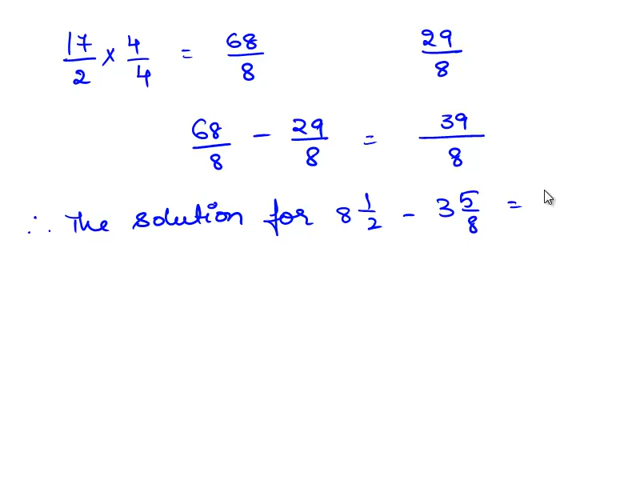 17/2 × 4/4 = 68/8 29/8
68/8 − 29/8 = 39/8
∴ The solution for 8 1/2 − 3 5/8 =